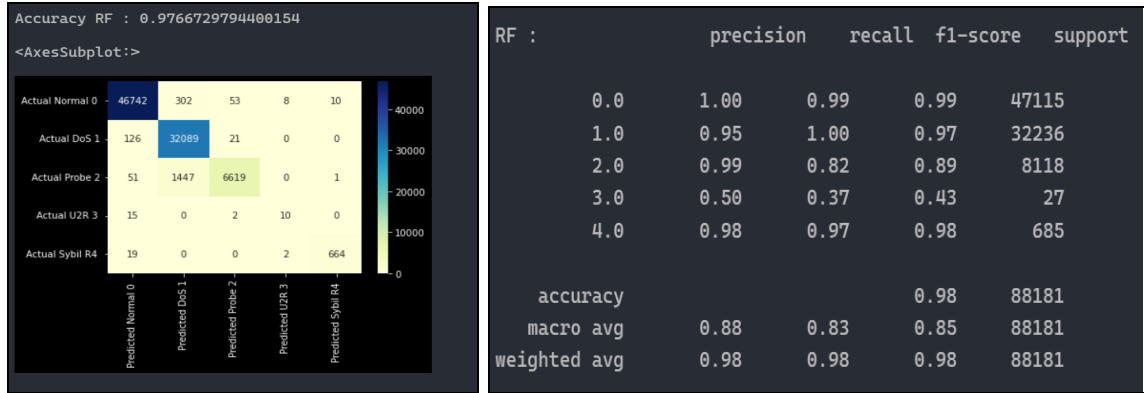 Accuracy RF : 0.9766729794400154
<AxesSubplot:>
Actual Normal 0 46742 302 53 8 10
Actual DoS 1 126 32089 21 0 0
Actual Probe 2 51 1447 6619 0 1
Actual U2R 3 15 0 2 10 0
Actual Sybil R4 19 0 0 2 664
Predicted Normal 0
Predicted DoS 1
Predicted Probe 2
Predicted U2R 3
Predicted Sybil R4
40000
30000
20000
10000
0
RF : precision recall f1-score support
0.0 1.00 0.99 0.99 47115
1.0 0.95 1.00 0.97 32236
2.0 0.99 0.82 0.89 8118
3.0 0.50 0.37 0.43 27
4.0 0.98 0.97 0.98 685
accuracy 0.98 88181
macro avg 0.88 0.83 0.85 88181
weighted avg 0.98 0.98 0.98 88181